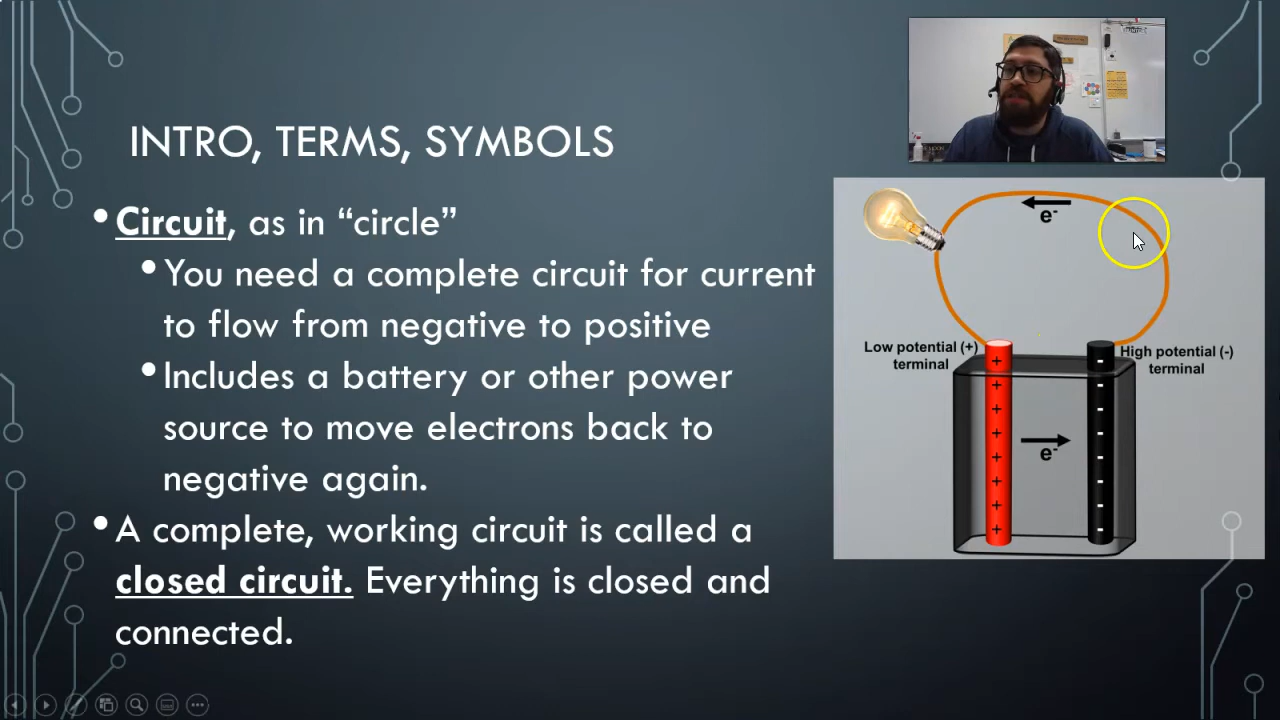 INTRO, TERMS, SYMBOLS
• Circuit, as in “circle”
• You need a complete circuit for current
to flow from negative to positive
• Includes a battery or other power
source to move electrons back to
negative again.
• A complete, working circuit is called a
closed circuit. Everything is closed and
connected.
e-
Low potential (+)
terminal
High potential (-)
terminal
+
+
+
+
+
+
+
+
-
-
-
-
-
-
-
-
e-